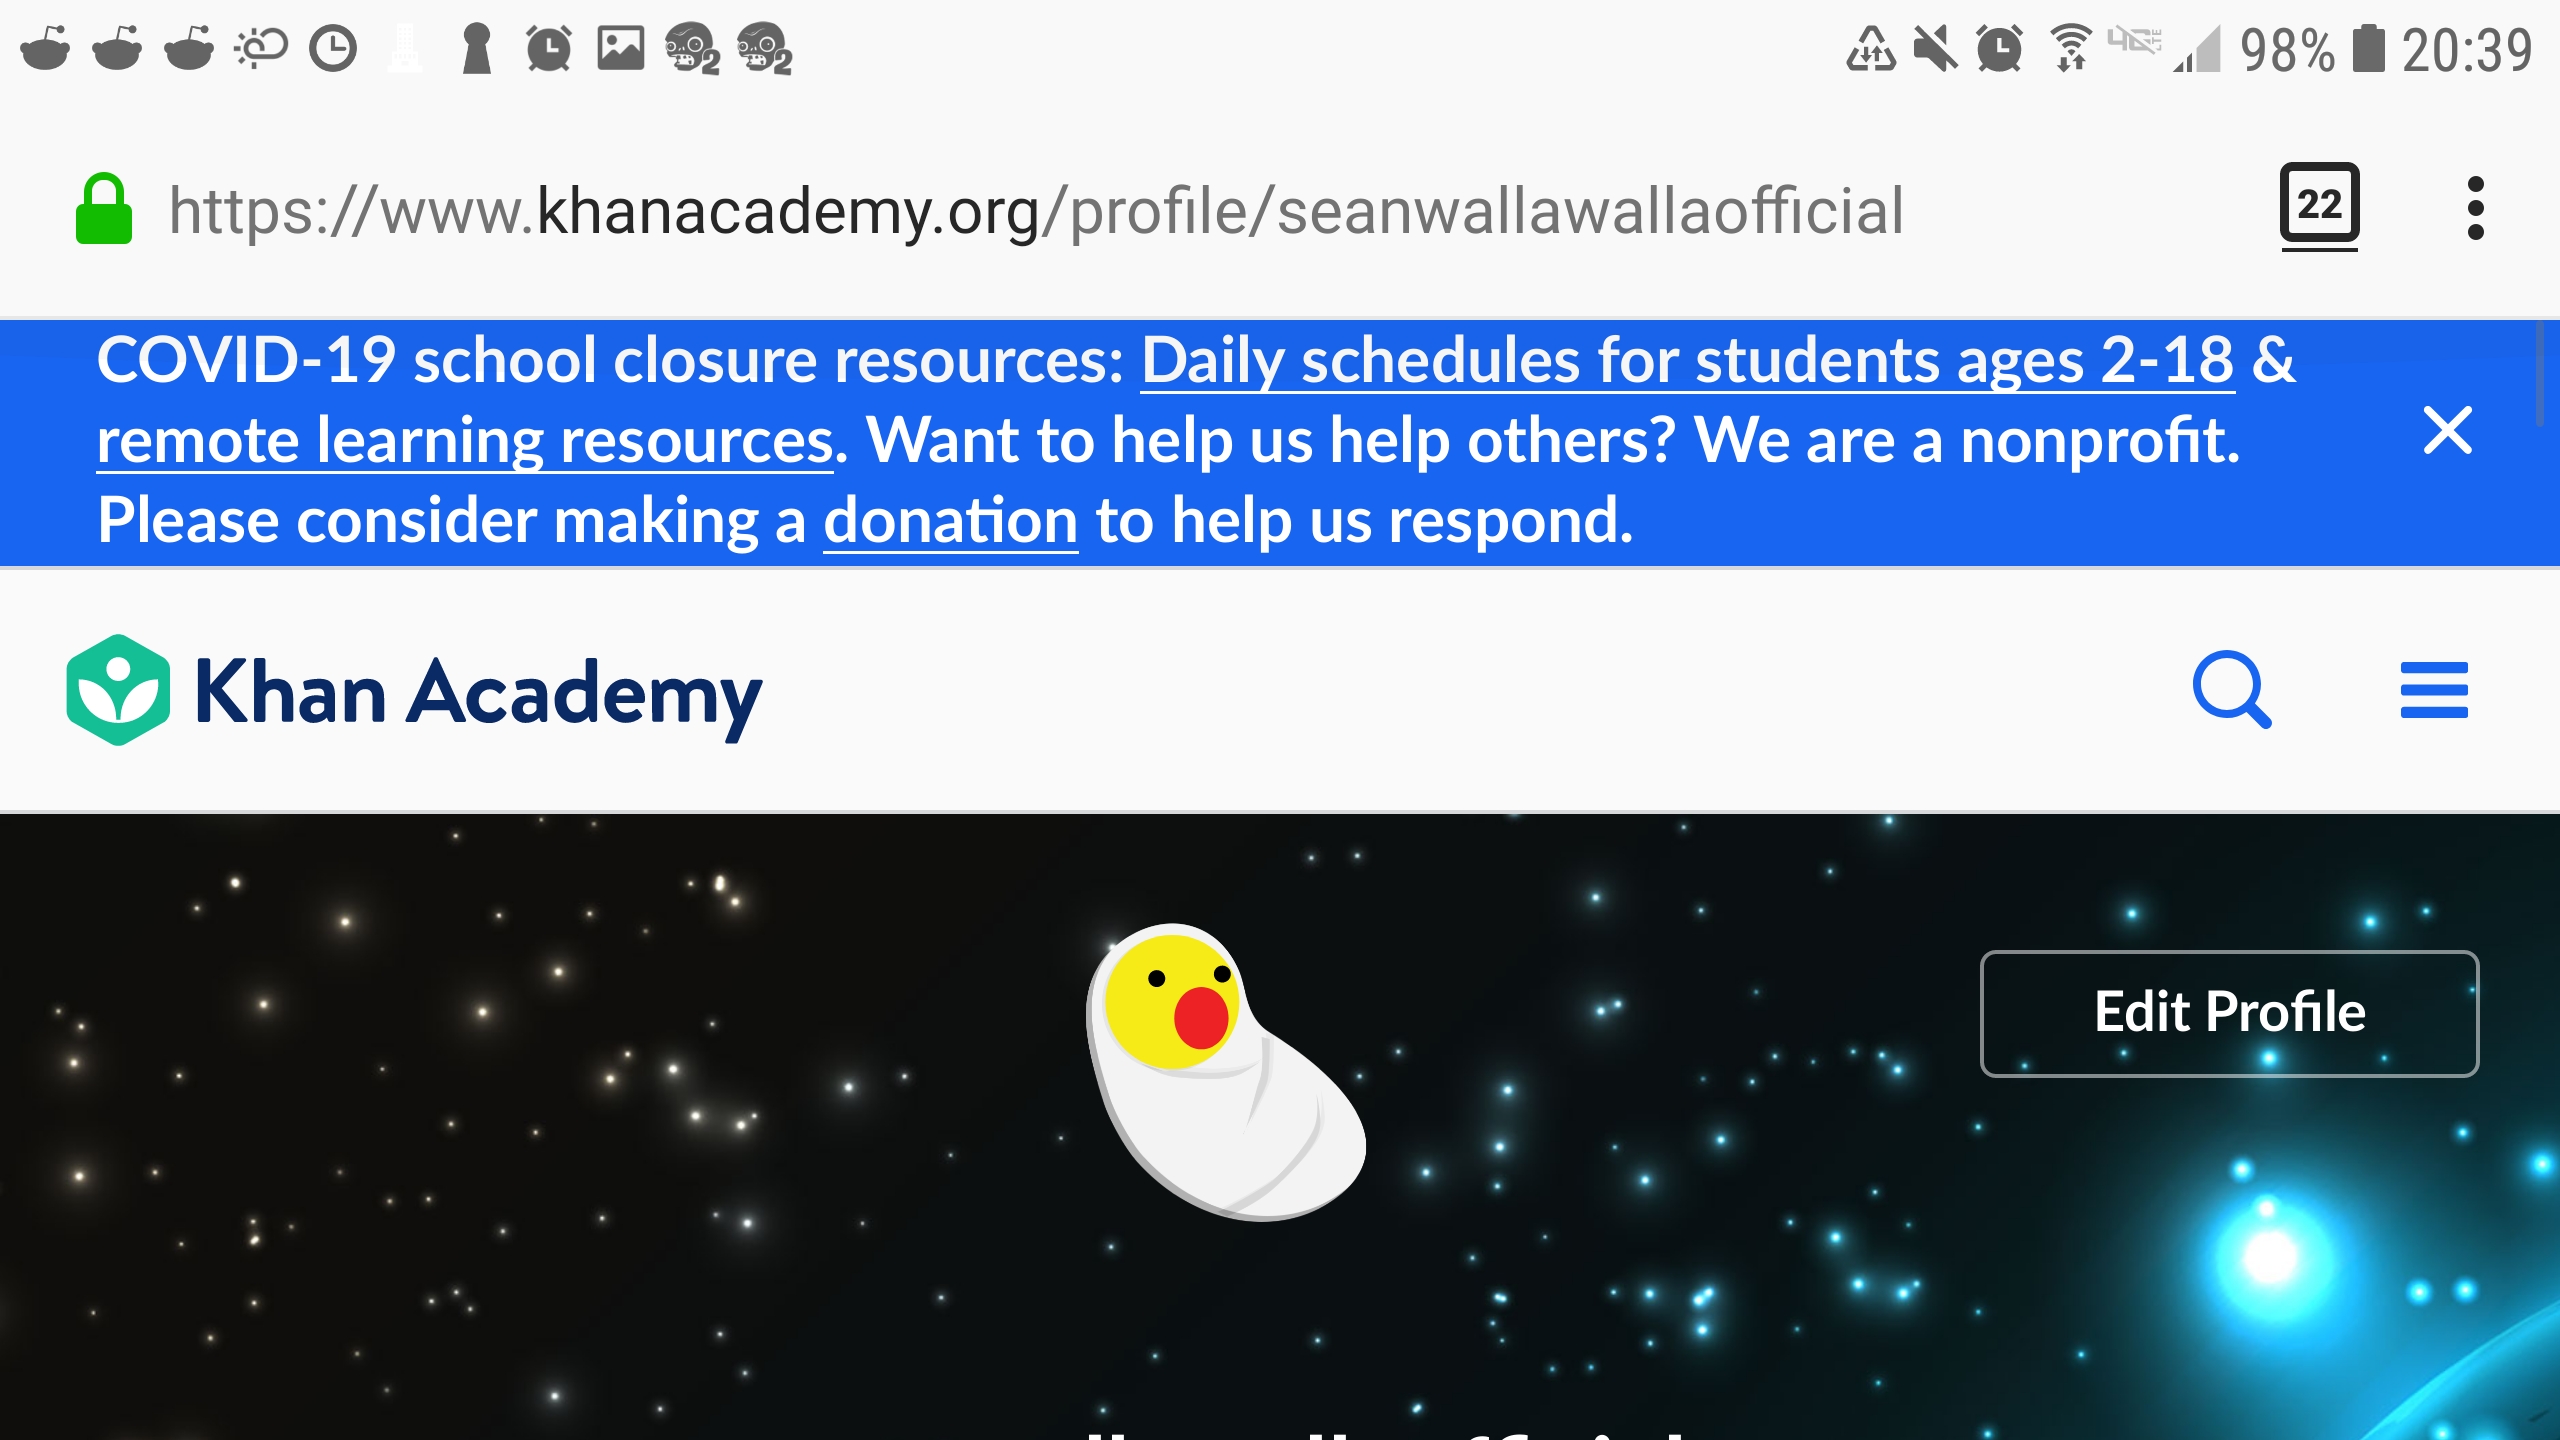 98% 20:39
https://www.khanacademy.org/profile/seanwallawallaofficial
22
COVID-19 school closure resources: Daily schedules for students ages 2-18 &
remote learning resources. Want to help us help others? We are a nonprofit.
Please consider making a donation to help us respond.
Khan Academy
Edit Profile